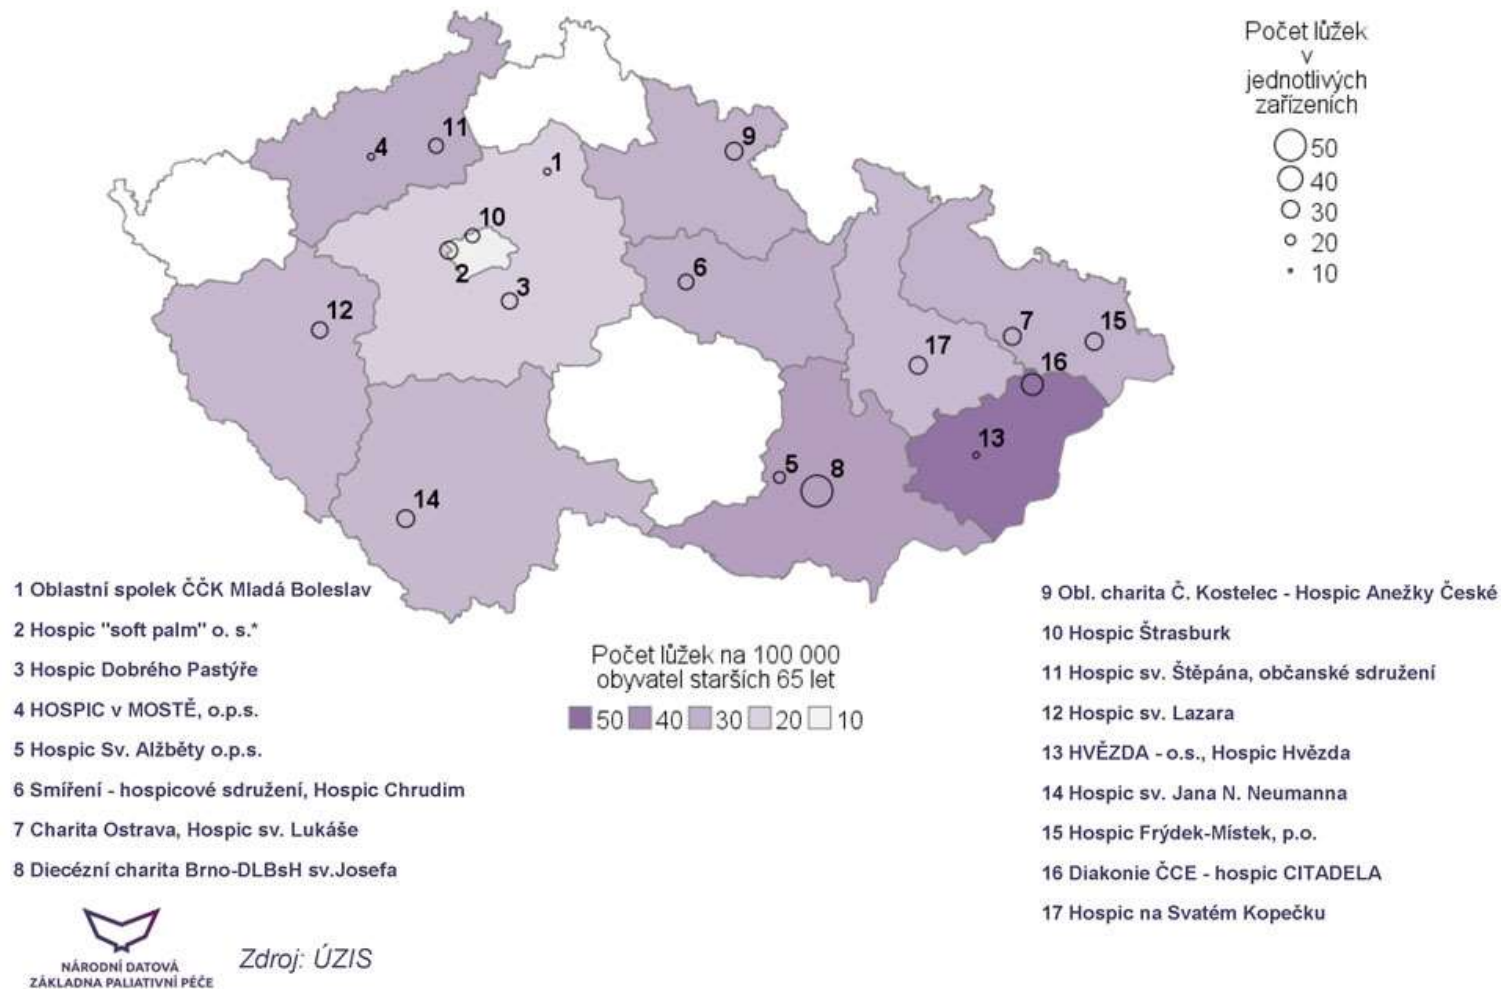 Počet lůžek
v
jednotlivých
zařízeních
50
40
30
20
10
11
4
9
1
10
2
6
3
12
7
15
17
16
13
5
8
14
1 Oblastní spolek ČČK Mladá Boleslav
2 Hospic "soft palm" o. s.*
3 Hospic Dobrého Pastýře
4 HOSPIC v MOSTĚ, o.p.s.
5 Hospic Sv. Alžběty o.p.s.
6 Smíření - hospicové sdružení, Hospic Chrudim
7 Charita Ostrava, Hospic sv. Lukáše
8 Diecézní charita Brno-DLBsH sv.Josefa
Počet lůžek na 100 000
obyvatel starších 65 let
50 40 30 20 10
9 Obl. charita Č. Kostelec - Hospic Anežky České
10 Hospic Štrasburk
11 Hospic sv. Štěpána, občanské sdružení
12 Hospic sv. Lazara
13 HVĚZDA - o.s., Hospic Hvězda
14 Hospic sv. Jana N. Neumanna
15 Hospic Frýdek-Místek, p.o.
16 Diakonie ČCE - hospic CITADELA
17 Hospic na Svatém Kopečku
NÁRODNÍ DATOVÁ
ZÁKLADNA PALIATIVNÍ PÉČE
Zdroj: ÚZIS